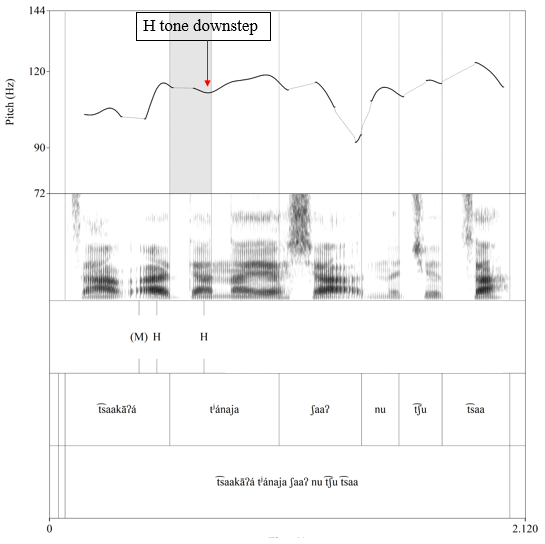 H tone downstep
144
120
90
72
Pitch (Hz)
(M) H H
t͡saakāʔá tʲánaja ʃaaʔ nu t͡ʃu t͡saa
t͡saakāʔá tʲánaja ʃaaʔ nu t͡ʃu t͡saa
0 2.120